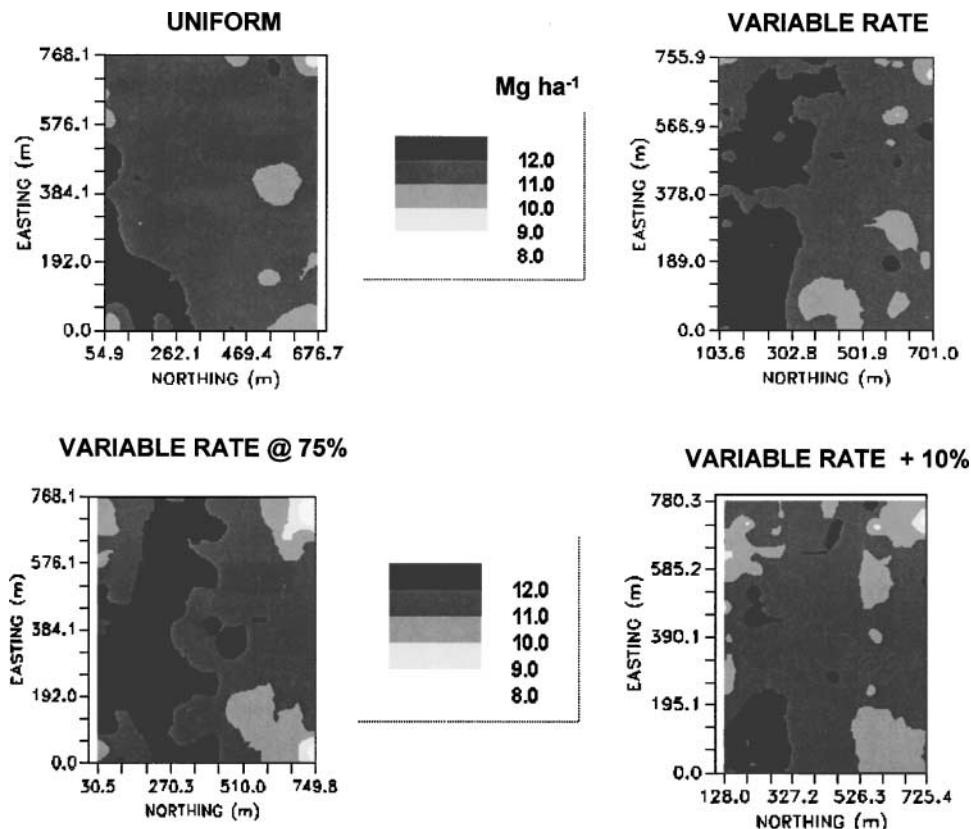 UNIFORM
768.1
576.1
384.1
192.0
0.0
EASTING (m)
54.9 262.1 469.4 676.7
NORTHING (m)
Mg ha-1
12.0
11.0
10.0
9.0
8.0
VARIABLE RATE
755.9
566.9
378.0
189.0
0.0
EASTING (m)
103.6 302.8 501.9 701.0
NORTHING (m)
VARIABLE RATE @ 75%
768.1
576.1
384.1
192.0
0.0
EASTING (m)
30.5 270.3 510.0 749.8
NORTHING (m)
12.0
11.0
10.0
9.0
8.0
VARIABLE RATE + 10%
780.3
585.2
390.1
195.1
0.0
EASTING (m)
128.0 327.2 526.3 725.4
NORTHING (m)